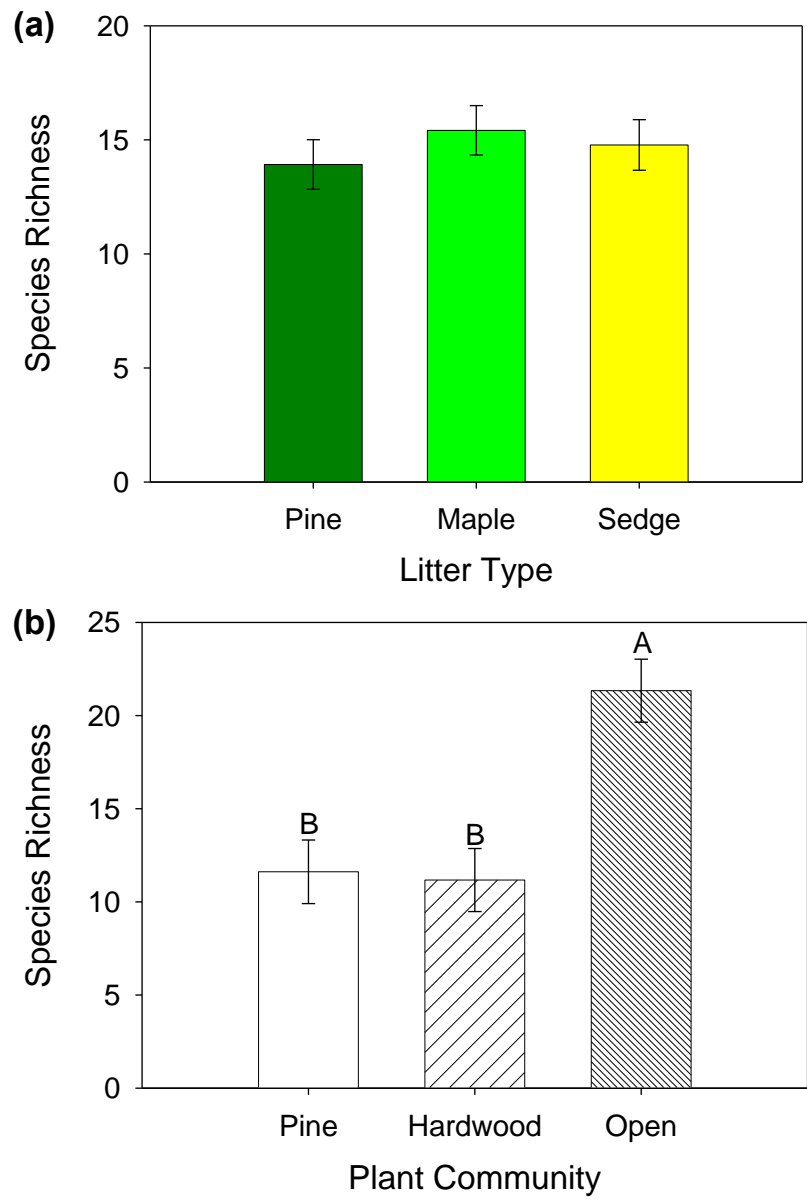 (a)
20
15
10
5
0
Species Richness
Pine Maple Sedge
Litter Type
(b)
25
20
15
10
5
0
Species Richness
B B A
Pine Hardwood Open
Plant Community